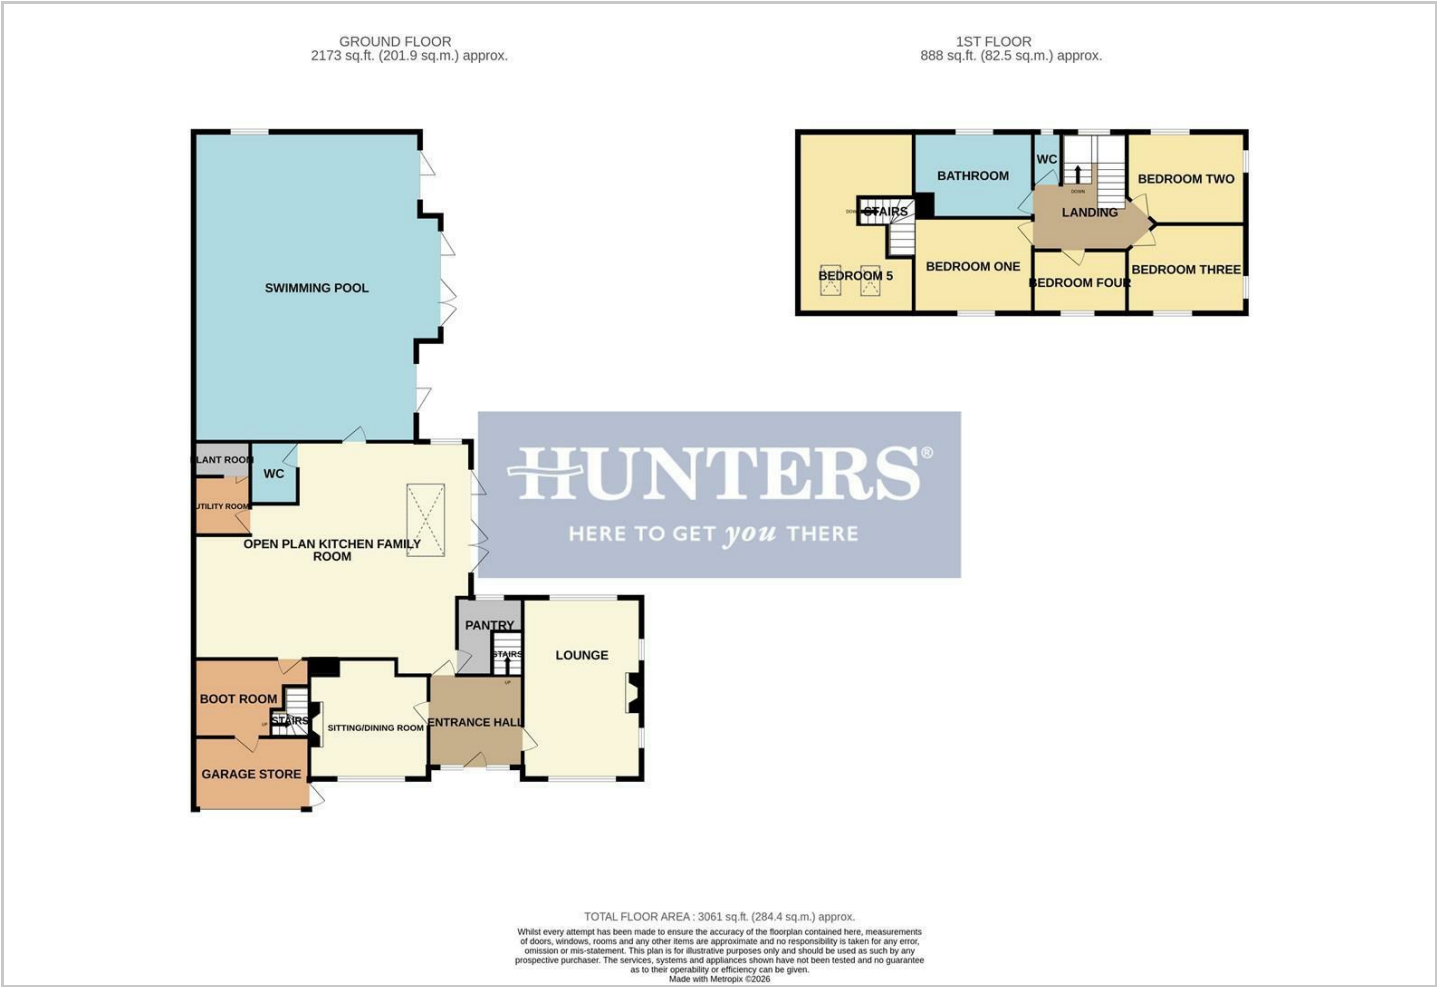 GROUND FLOOR
2173 sq.ft. (201.9 sq.m.) approx.
1ST FLOOR
888 sq.ft. (82.5 sq.m.) approx.
SWIMMING POOL
BATHROOM
WC
DOWN
BEDROOM TWO
DOWN
STAIRS
LANDING
BEDROOM 5
BEDROOM ONE
BEDROOM FOUR
BEDROOM THREE
LANT ROOM
WC
UTILITY ROOM
OPEN PLAN KITCHEN FAMILY
ROOM
HUNTERS®
HERE TO GET you THERE
PANTRY
STAIRS
UP
LOUNGE
BOOT ROOM
UP
STAIRS
SITTING/DINING ROOM
ENTRANCE HALL
GARAGE STORE
TOTAL FLOOR AREA : 3061 sq.ft. (284.4 sq.m.) approx.
Whilst every attempt has been made to ensure the accuracy of the floorplan contained here, measurements
of doors, windows, rooms and any other items are approximate and no responsibility is taken for any error,
omission or mis-statement. This plan is for illustrative purposes only and should be used as such by any
prospective purchaser. The services, systems and appliances shown have not been tested and no guarantee
as to their operability or efficiency can be given.
Made with Metropix ©2026